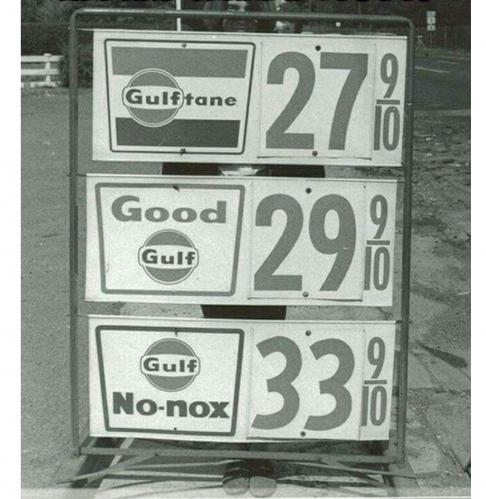 Gulftane 27 9/10
Good Gulf 29 9/10
Gulf No-nox 33 9/10